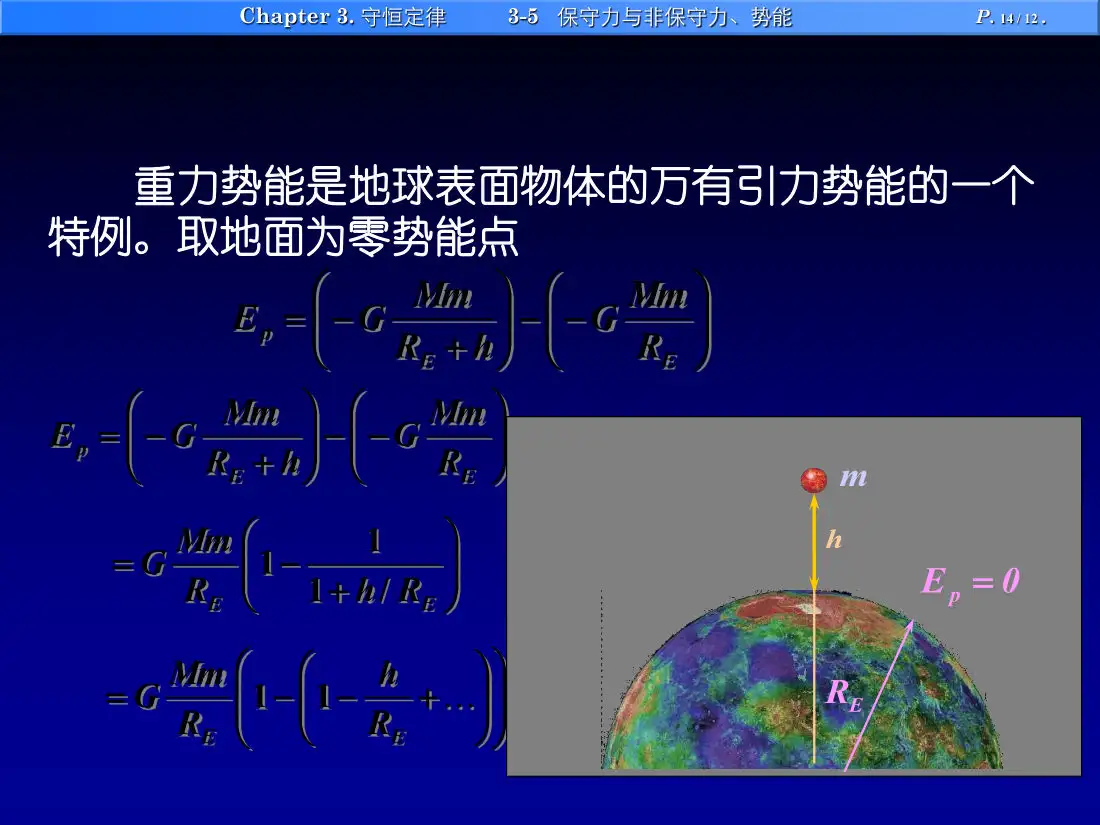 Chapter 3. 守恒定律 3-5 保守力与非保守力、势能 P. 14 / 12 .
重力势能是地球表面物体的万有引力势能的一个
特例。取地面为零势能点
E_p = (−G Mm/(R_E + h)) − (−G Mm/R_E)
E_p = (−G Mm/(R_E + h)) − (−G Mm/R_E)
= G Mm/R_E (1 − 1/(1 + h / R_E))
= G Mm/R_E (1 − (1 − h/R_E + …))
m
h
E_p = 0
R_E